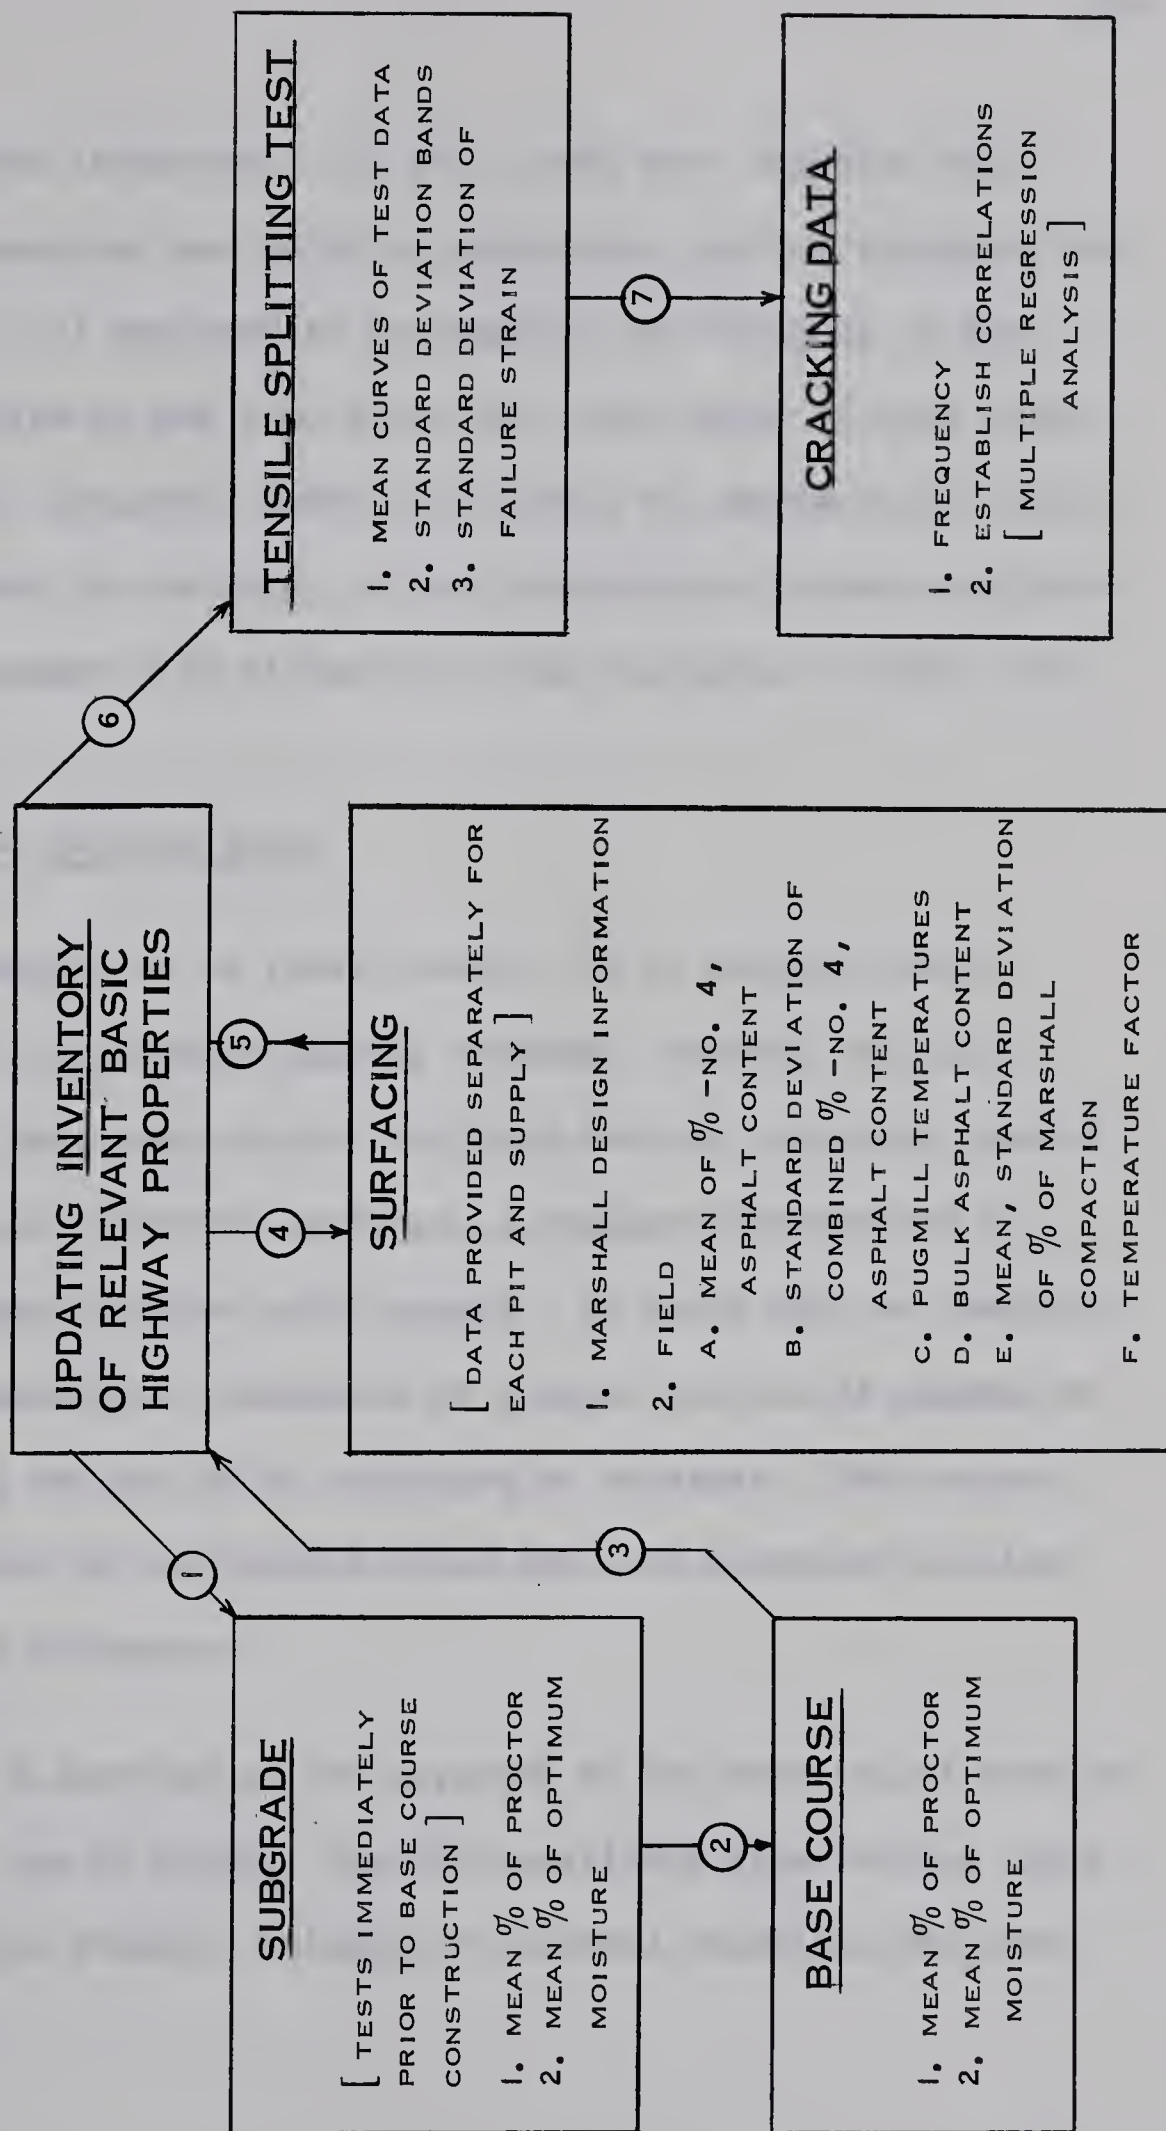 UPDATING INVENTORY
OF RELEVANT BASIC
HIGHWAY PROPERTIES
1
SUBGRADE
[ TESTS IMMEDIATELY
PRIOR TO BASE COURSE
CONSTRUCTION ]
1. MEAN % OF PROCTOR
2. MEAN % OF OPTIMUM
MOISTURE
2
BASE COURSE
1. MEAN % OF PROCTOR
2. MEAN % OF OPTIMUM
MOISTURE
3
4
5
SURFACING
[ DATA PROVIDED SEPARATELY FOR
EACH PIT AND SUPPLY ]
1. MARSHALL DESIGN INFORMATION
2. FIELD
A. MEAN OF % -NO. 4,
ASPHALT CONTENT
B. STANDARD DEVIATION OF
COMBINED % -NO. 4,
ASPHALT CONTENT
C. PUGMILL TEMPERATURES
D. BULK ASPHALT CONTENT
E. MEAN, STANDARD DEVIATION
OF % OF MARSHALL
COMPACTION
F. TEMPERATURE FACTOR
6
TENSILE SPLITTING TEST
1. MEAN CURVES OF TEST DATA
2. STANDARD DEVIATION BANDS
3. STANDARD DEVIATION OF
FAILURE STRAIN
7
CRACKING DATA
1. FREQUENCY
2. ESTABLISH CORRELATIONS
[ MULTIPLE REGRESSION
ANALYSIS ]